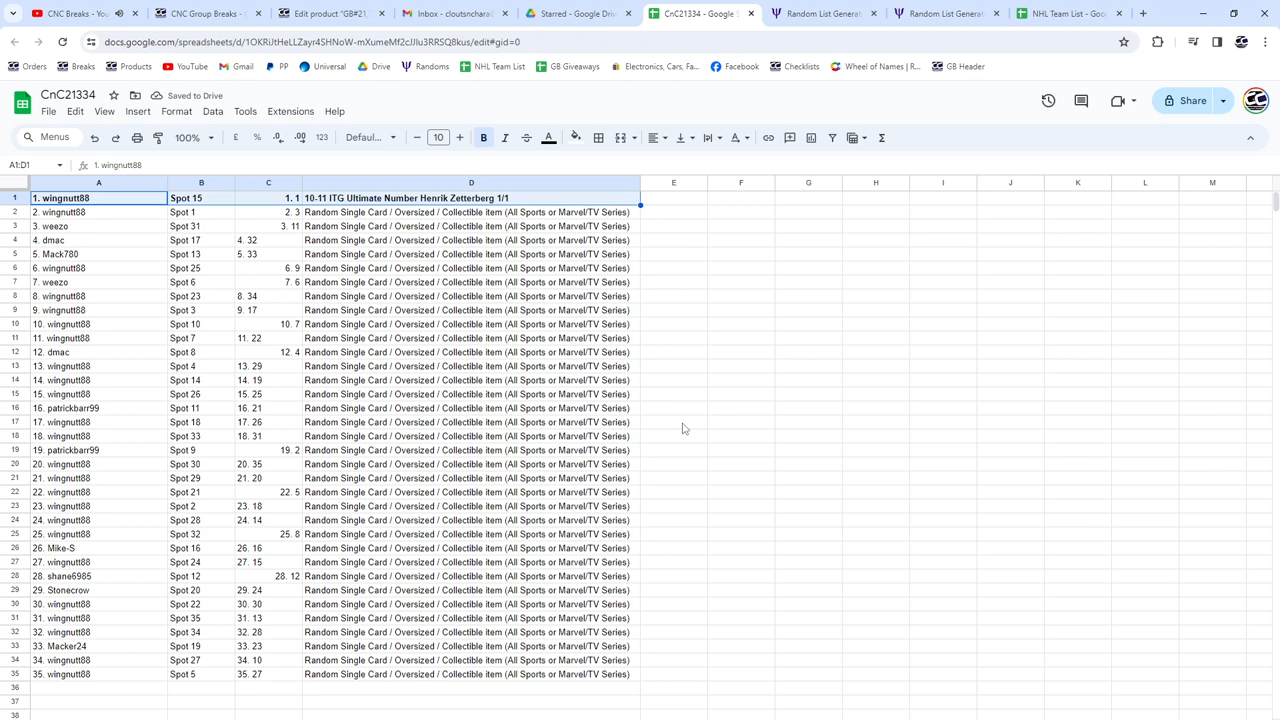 CNC Breaks - YouTube
CNC Group Breaks -
Edit product "GB#21
Inbox - cloutsnchara@
Starred - Google Driv
CnC21334 - Google
Random List Generat
Random List Generat
NHL Team List - Goo
docs.google.com/spreadsheets/d/
/edit#gid=0
Orders Breaks Products YouTube Gmail PP Universal Drive Randoms NHL Team List GB Giveaways Electronics, Cars, Fa... Facebook Checklists Wheel of Names | R... GB Header
CnC21334 Saved to Drive
File Edit View Insert Format Data Tools Extensions Help
Share
Menus 100% £ % .0 .00 123 Defaul... 10 B I A
A1:D1 fx 1. wingnutt88
A B C D E F G H I J K L M
1 1. wingnutt88 Spot 15 1. 1 10-11 ITG Ultimate Number Henrik Zetterberg 1/1
2 2. wingnutt88 Spot 1 2. 3 Random Single Card / Oversized / Collectible item (All Sports or Marvel/TV Series)
3 3. weezo Spot 31 3. 11 Random Single Card / Oversized / Collectible item (All Sports or Marvel/TV Series)
4 4. dmac Spot 17 4. 32 Random Single Card / Oversized / Collectible item (All Sports or Marvel/TV Series)
5 5. Mack780 Spot 13 5. 33 Random Single Card / Oversized / Collectible item (All Sports or Marvel/TV Series)
6 6. wingnutt88 Spot 25 6. 9 Random Single Card / Oversized / Collectible item (All Sports or Marvel/TV Series)
7 7. weezo Spot 6 7. 6 Random Single Card / Oversized / Collectible item (All Sports or Marvel/TV Series)
8 8. wingnutt88 Spot 23 8. 34 Random Single Card / Oversized / Collectible item (All Sports or Marvel/TV Series)
9 9. wingnutt88 Spot 3 9. 17 Random Single Card / Oversized / Collectible item (All Sports or Marvel/TV Series)
10 10. wingnutt88 Spot 10 10. 7 Random Single Card / Oversized / Collectible item (All Sports or Marvel/TV Series)
11 11. wingnutt88 Spot 7 11. 22 Random Single Card / Oversized / Collectible item (All Sports or Marvel/TV Series)
12 12. dmac Spot 8 12. 4 Random Single Card / Oversized / Collectible item (All Sports or Marvel/TV Series)
13 13. wingnutt88 Spot 4 13. 29 Random Single Card / Oversized / Collectible item (All Sports or Marvel/TV Series)
14 14. wingnutt88 Spot 14 14. 19 Random Single Card / Oversized / Collectible item (All Sports or Marvel/TV Series)
15 15. wingnutt88 Spot 26 15. 25 Random Single Card / Oversized / Collectible item (All Sports or Marvel/TV Series)
16 16. patrickbarr99 Spot 11 16. 21 Random Single Card / Oversized / Collectible item (All Sports or Marvel/TV Series)
17 17. wingnutt88 Spot 18 17. 26 Random Single Card / Oversized / Collectible item (All Sports or Marvel/TV Series)
18 18. wingnutt88 Spot 33 18. 31 Random Single Card / Oversized / Collectible item (All Sports or Marvel/TV Series)
19 19. patrickbarr99 Spot 9 19. 2 Random Single Card / Oversized / Collectible item (All Sports or Marvel/TV Series)
20 20. wingnutt88 Spot 30 20. 35 Random Single Card / Oversized / Collectible item (All Sports or Marvel/TV Series)
21 21. wingnutt88 Spot 29 21. 20 Random Single Card / Oversized / Collectible item (All Sports or Marvel/TV Series)
22 22. wingnutt88 Spot 21 22. 5 Random Single Card / Oversized / Collectible item (All Sports or Marvel/TV Series)
23 23. wingnutt88 Spot 2 23. 18 Random Single Card / Oversized / Collectible item (All Sports or Marvel/TV Series)
24 24. wingnutt88 Spot 28 24. 14 Random Single Card / Oversized / Collectible item (All Sports or Marvel/TV Series)
25 25. wingnutt88 Spot 32 25. 8 Random Single Card / Oversized / Collectible item (All Sports or Marvel/TV Series)
26 26. Mike-S Spot 16 26. 16 Random Single Card / Oversized / Collectible item (All Sports or Marvel/TV Series)
27 27. wingnutt88 Spot 24 27. 15 Random Single Card / Oversized / Collectible item (All Sports or Marvel/TV Series)
28 28. shane6985 Spot 12 28. 12 Random Single Card / Oversized / Collectible item (All Sports or Marvel/TV Series)
29 29. Stonecrow Spot 20 29. 24 Random Single Card / Oversized / Collectible item (All Sports or Marvel/TV Series)
30 30. wingnutt88 Spot 22 30. 30 Random Single Card / Oversized / Collectible item (All Sports or Marvel/TV Series)
31 31. wingnutt88 Spot 35 31. 13 Random Single Card / Oversized / Collectible item (All Sports or Marvel/TV Series)
32 32. wingnutt88 Spot 34 32. 28 Random Single Card / Oversized / Collectible item (All Sports or Marvel/TV Series)
33 33. Macker24 Spot 19 33. 23 Random Single Card / Oversized / Collectible item (All Sports or Marvel/TV Series)
34 34. wingnutt88 Spot 27 34. 10 Random Single Card / Oversized / Collectible item (All Sports or Marvel/TV Series)
35 35. wingnutt88 Spot 5 35. 27 Random Single Card / Oversized / Collectible item (All Sports or Marvel/TV Series)
36
37
38